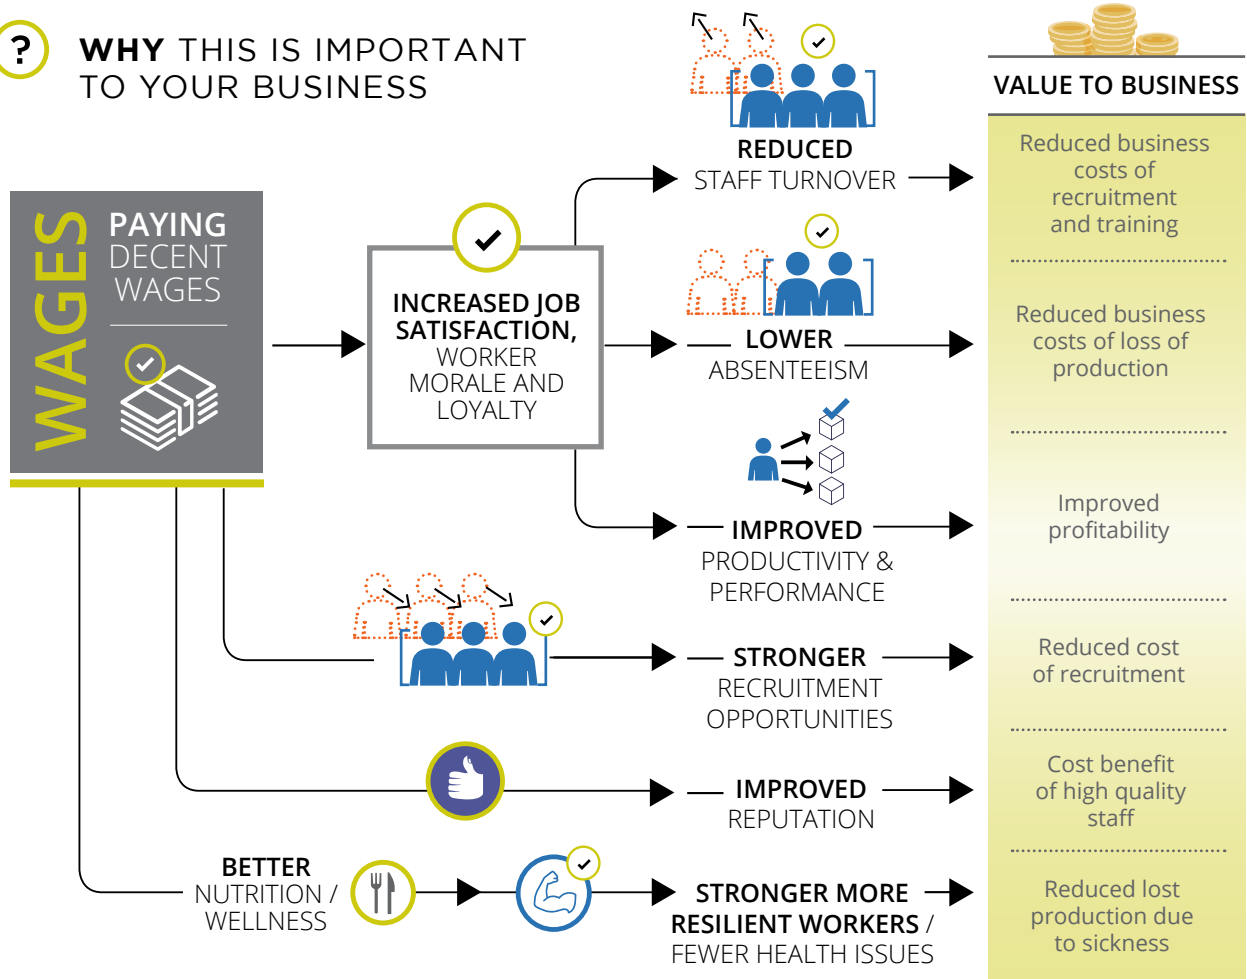 ?
WHY THIS IS IMPORTANT
TO YOUR BUSINESS
WAGES
PAYING
DECENT
WAGES
INCREASED JOB
SATISFACTION,
WORKER
MORALE AND
LOYALTY
REDUCED
STAFF TURNOVER
LOWER
ABSENTEEISM
IMPROVED
PRODUCTIVITY &
PERFORMANCE
STRONGER
RECRUITMENT
OPPORTUNITIES
IMPROVED
REPUTATION
BETTER
NUTRITION /
WELLNESS
STRONGER MORE
RESILIENT WORKERS /
FEWER HEALTH ISSUES
VALUE TO BUSINESS
Reduced business
costs of
recruitment
and training
Reduced business
costs of loss of
production
Improved
profitability
Reduced cost
of recruitment
Cost benefit
of high quality
staff
Reduced lost
production due
to sickness